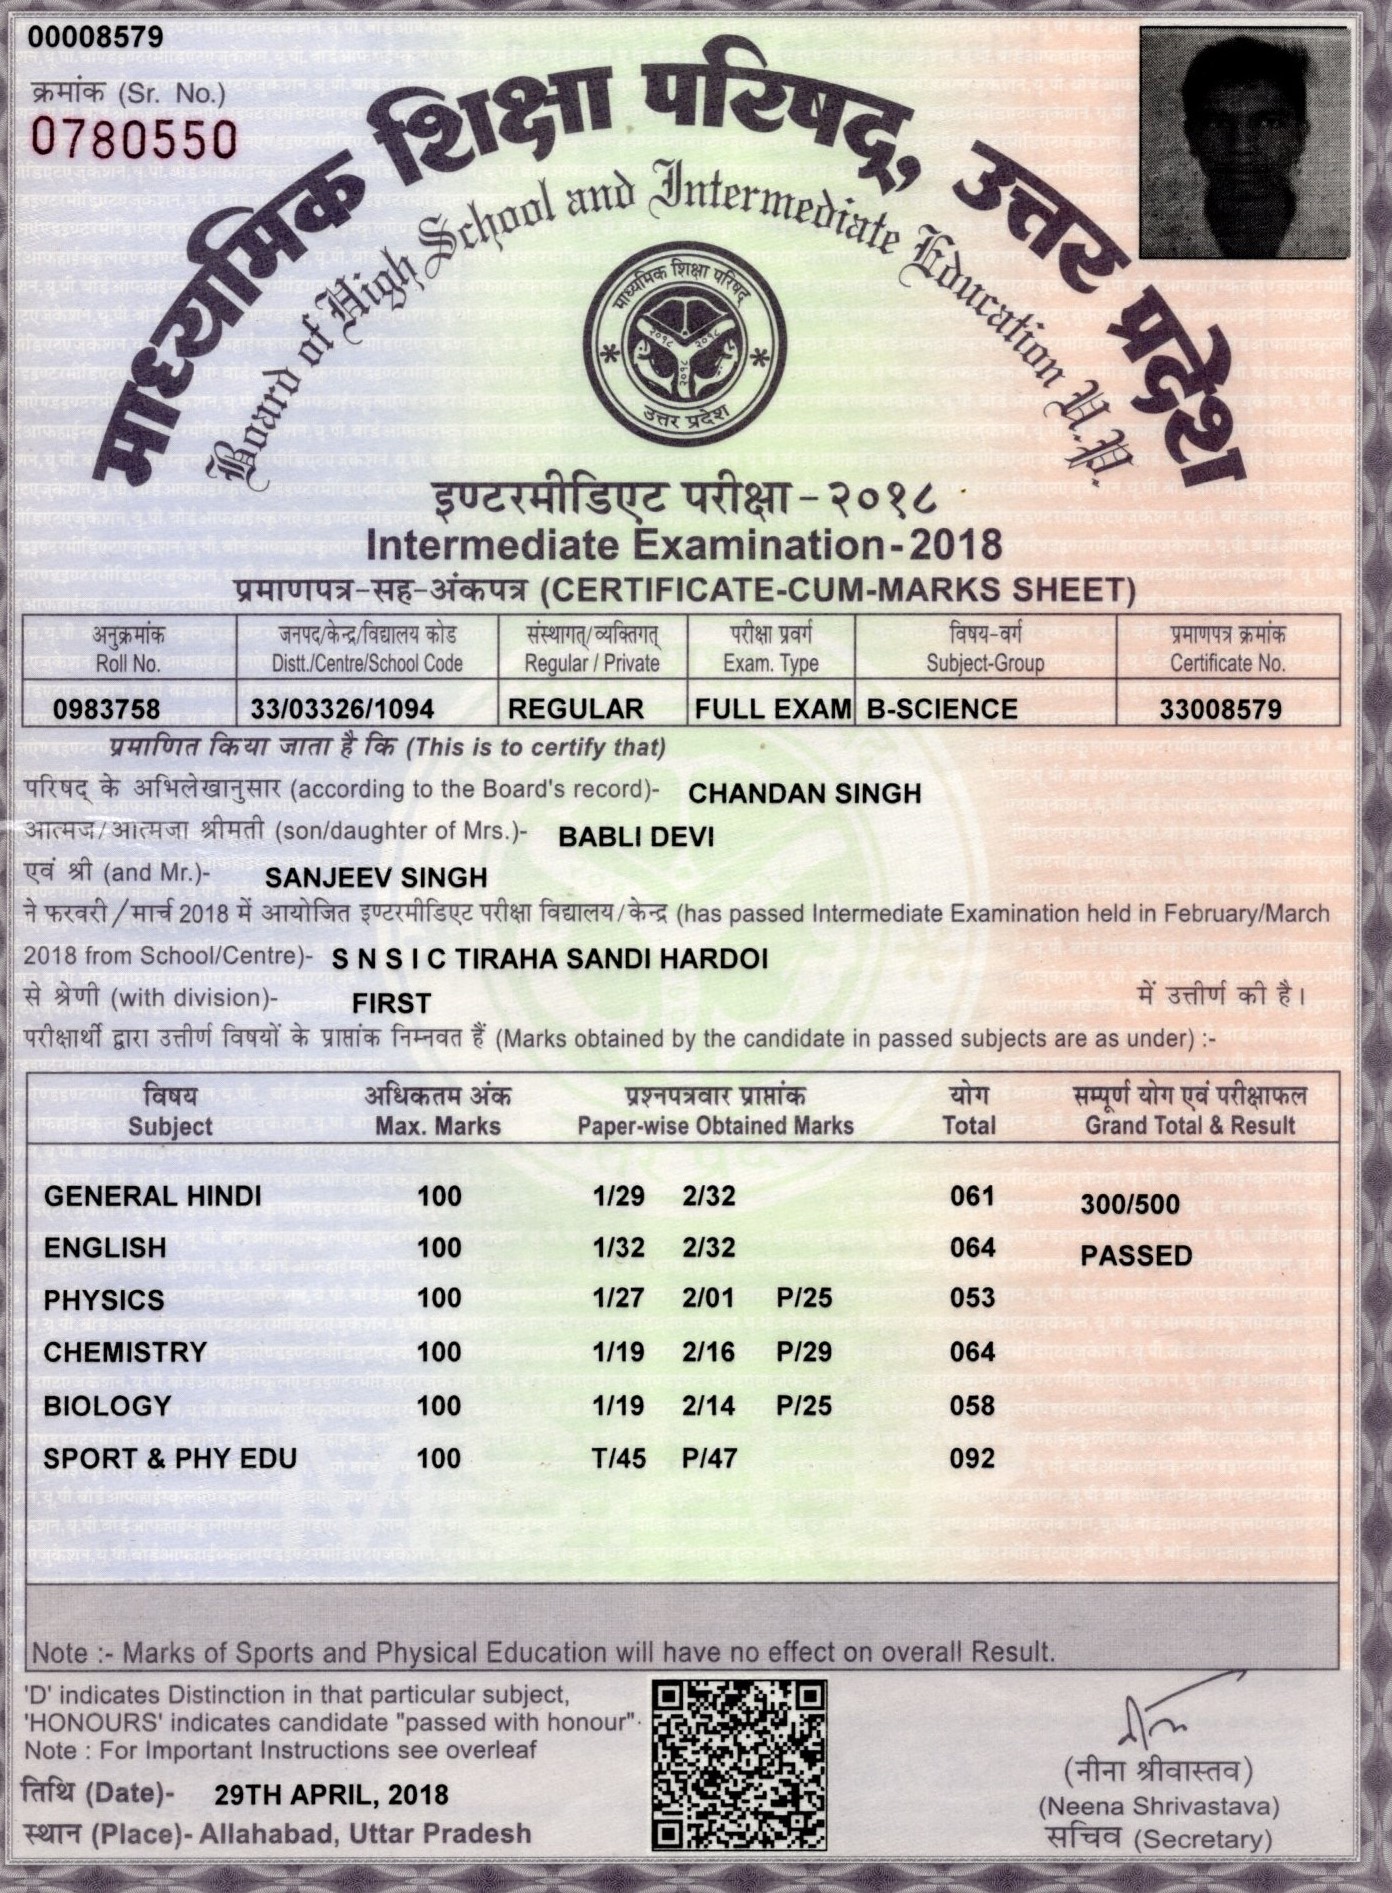 00008579
क्रमांक (Sr. No.)
0780550
माध्यमिक शिक्षा परिषद्, उत्तर प्रदेश
Board of High School and Intermediate Education U.P.
माध्यमिक शिक्षा परिषद्
२०१८ २०१८
२०१८
उत्तर प्रदेश
इण्टरमीडिएट परीक्षा - २०१८
Intermediate Examination - 2018
प्रमाणपत्र-सह-अंकपत्र (CERTIFICATE-CUM-MARKS SHEET)
अनुक्रमांक जनपद/केन्द्र/विद्यालय कोड संस्थागत्/व्यक्तिगत् परीक्षा प्रवर्ग विषय-वर्ग प्रमाणपत्र क्रमांक
Roll No. Distt./Centre/School Code Regular / Private Exam. Type Subject-Group Certificate No.
0983758 33/03326/1094 REGULAR FULL EXAM B-SCIENCE 33008579
प्रमाणित किया जाता है कि (This is to certify that)
परिषद् के अभिलेखानुसार (according to the Board's record)- CHANDAN SINGH
आत्मज/आत्मजा श्रीमती (son/daughter of Mrs.)- BABLI DEVI
एवं श्री (and Mr.)- SANJEEV SINGH
ने फरवरी/मार्च 2018 में आयोजित इण्टरमीडिएट परीक्षा विद्यालय/केन्द्र (has passed Intermediate Examination held in February/March
2018 from School/Centre)- S N S I C TIRAHA SANDI HARDOI
से श्रेणी (with division)- FIRST में उत्तीर्ण की है।
परीक्षार्थी द्वारा उत्तीर्ण विषयों के प्राप्तांक निम्नवत हैं (Marks obtained by the candidate in passed subjects are as under) :-
विषय अधिकतम अंक प्रश्नपत्रवार प्राप्तांक योग सम्पूर्ण योग एवं परीक्षाफल
Subject Max. Marks Paper-wise Obtained Marks Total Grand Total & Result
GENERAL HINDI 100 1/29 2/32 061 300/500
ENGLISH 100 1/32 2/32 064 PASSED
PHYSICS 100 1/27 2/01 P/25 053
CHEMISTRY 100 1/19 2/16 P/29 064
BIOLOGY 100 1/19 2/14 P/25 058
SPORT & PHY EDU 100 T/45 P/47 092
Note :- Marks of Sports and Physical Education will have no effect on overall Result.
'D' indicates Distinction in that particular subject,
'HONOURS' indicates candidate "passed with honour"
Note : For Important Instructions see overleaf
तिथि (Date)- 29TH APRIL, 2018
स्थान (Place)- Allahabad, Uttar Pradesh
(नीना श्रीवास्तव)
(Neena Shrivastava)
सचिव (Secretary)